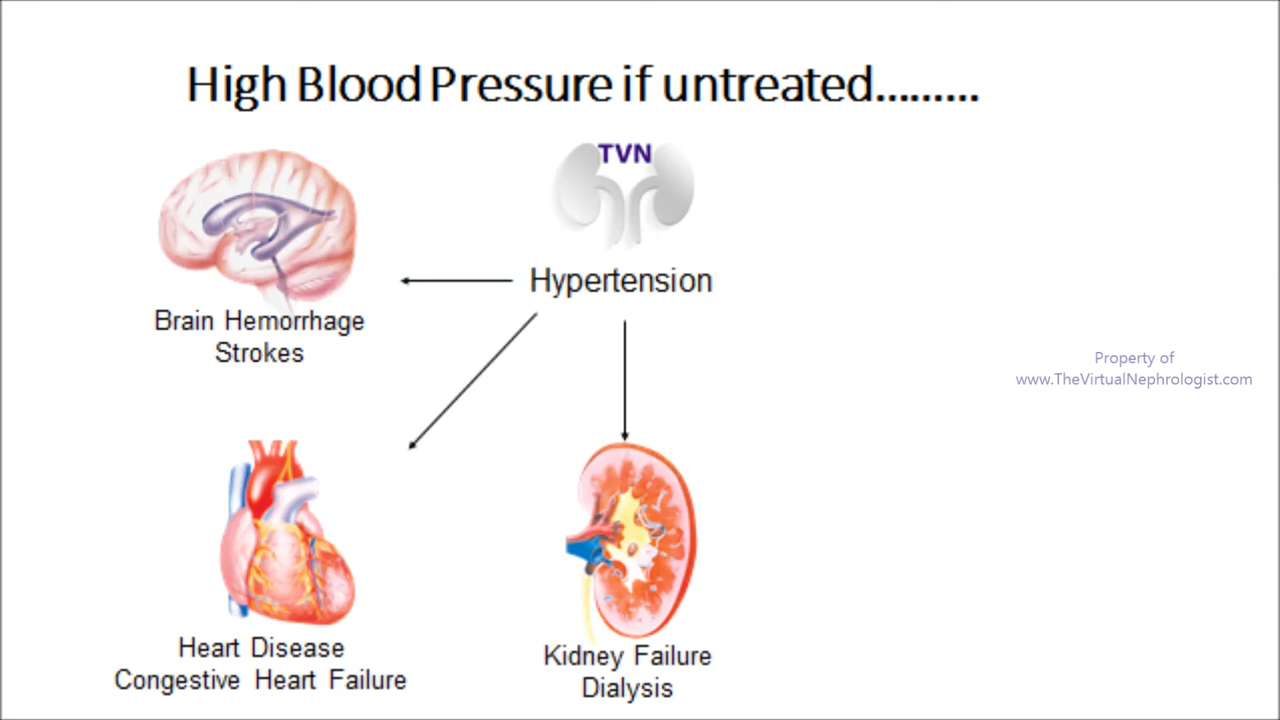 High Blood Pressure if untreated.........
TVN
Hypertension
Brain Hemorrhage
Strokes
Property of
www.TheVirtualNephrologist.com
Heart Disease
Congestive Heart Failure
Kidney Failure
Dialysis